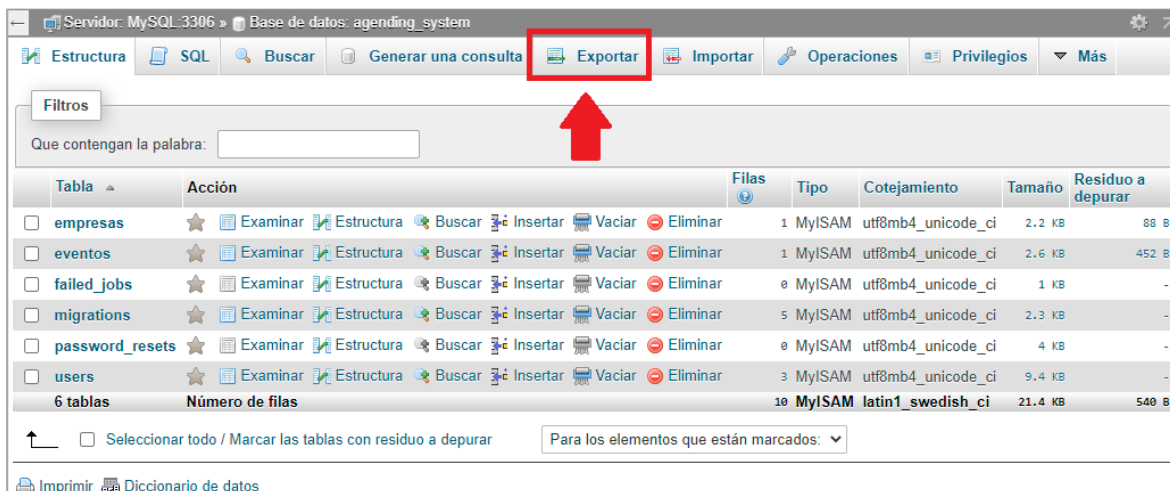 Servidor: MySQL:3306 » Base de datos: agending_system
Estructura SQL Buscar Generar una consulta Exportar Importar Operaciones Privilegios Más
Filtros
Que contengan la palabra:
Tabla Acción Filas Tipo Cotejamiento Tamaño Residuo a depurar
empresas Examinar Estructura Buscar Insertar Vaciar Eliminar 1 MyISAM utf8mb4_unicode_ci 2.2 KB 88 B
eventos Examinar Estructura Buscar Insertar Vaciar Eliminar 1 MyISAM utf8mb4_unicode_ci 2.6 KB 452 B
failed_jobs Examinar Estructura Buscar Insertar Vaciar Eliminar 0 MyISAM utf8mb4_unicode_ci 1 KB -
migrations Examinar Estructura Buscar Insertar Vaciar Eliminar 5 MyISAM utf8mb4_unicode_ci 2.3 KB -
password_resets Examinar Estructura Buscar Insertar Vaciar Eliminar 0 MyISAM utf8mb4_unicode_ci 4 KB -
users Examinar Estructura Buscar Insertar Vaciar Eliminar 3 MyISAM utf8mb4_unicode_ci 9.4 KB -
6 tablas Número de filas 10 MyISAM latin1_swedish_ci 21.4 KB 540 B
Seleccionar todo / Marcar las tablas con residuo a depurar Para los elementos que están marcados:
Imprimir Diccionario de datos